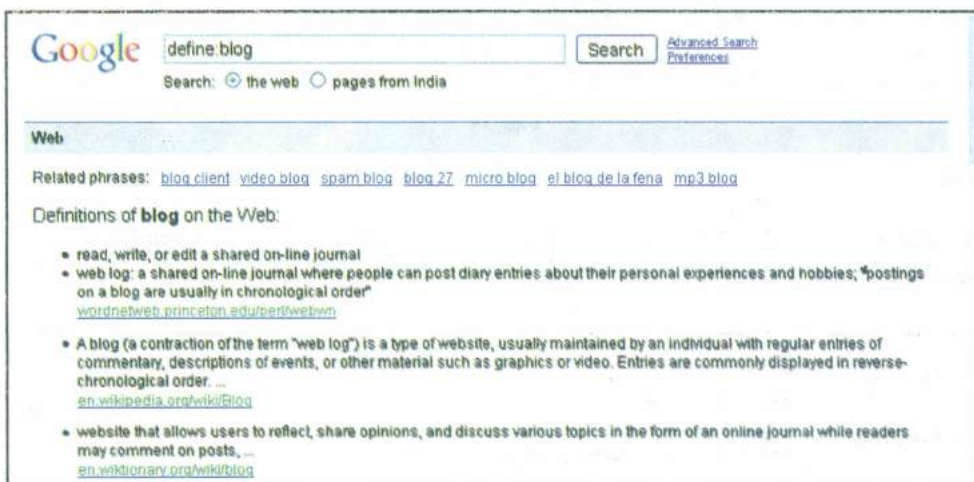 Google define:blog Search Advanced Search
Preferences
Search: the web pages from India
Web
Related phrases: blog client video blog spam blog blog 27 micro blog el blog de la fena mp3 blog
Definitions of blog on the Web:
• read, write, or edit a shared on-line journal
• web log: a shared on-line journal where people can post diary entries about their personal experiences and hobbies; "postings
on a blog are usually in chronological order"
wordnetweb.princeton.edu/perl/webwn
• A blog (a contraction of the term "web log") is a type of website, usually maintained by an individual with regular entries of
commentary, descriptions of events, or other material such as graphics or video. Entries are commonly displayed in reverse-
chronological order. ...
en.wikipedia.org/wiki/Blog
• website that allows users to reflect, share opinions, and discuss various topics in the form of an online journal while readers
may comment on posts, ...
en.wiktionary.org/wiki/blog